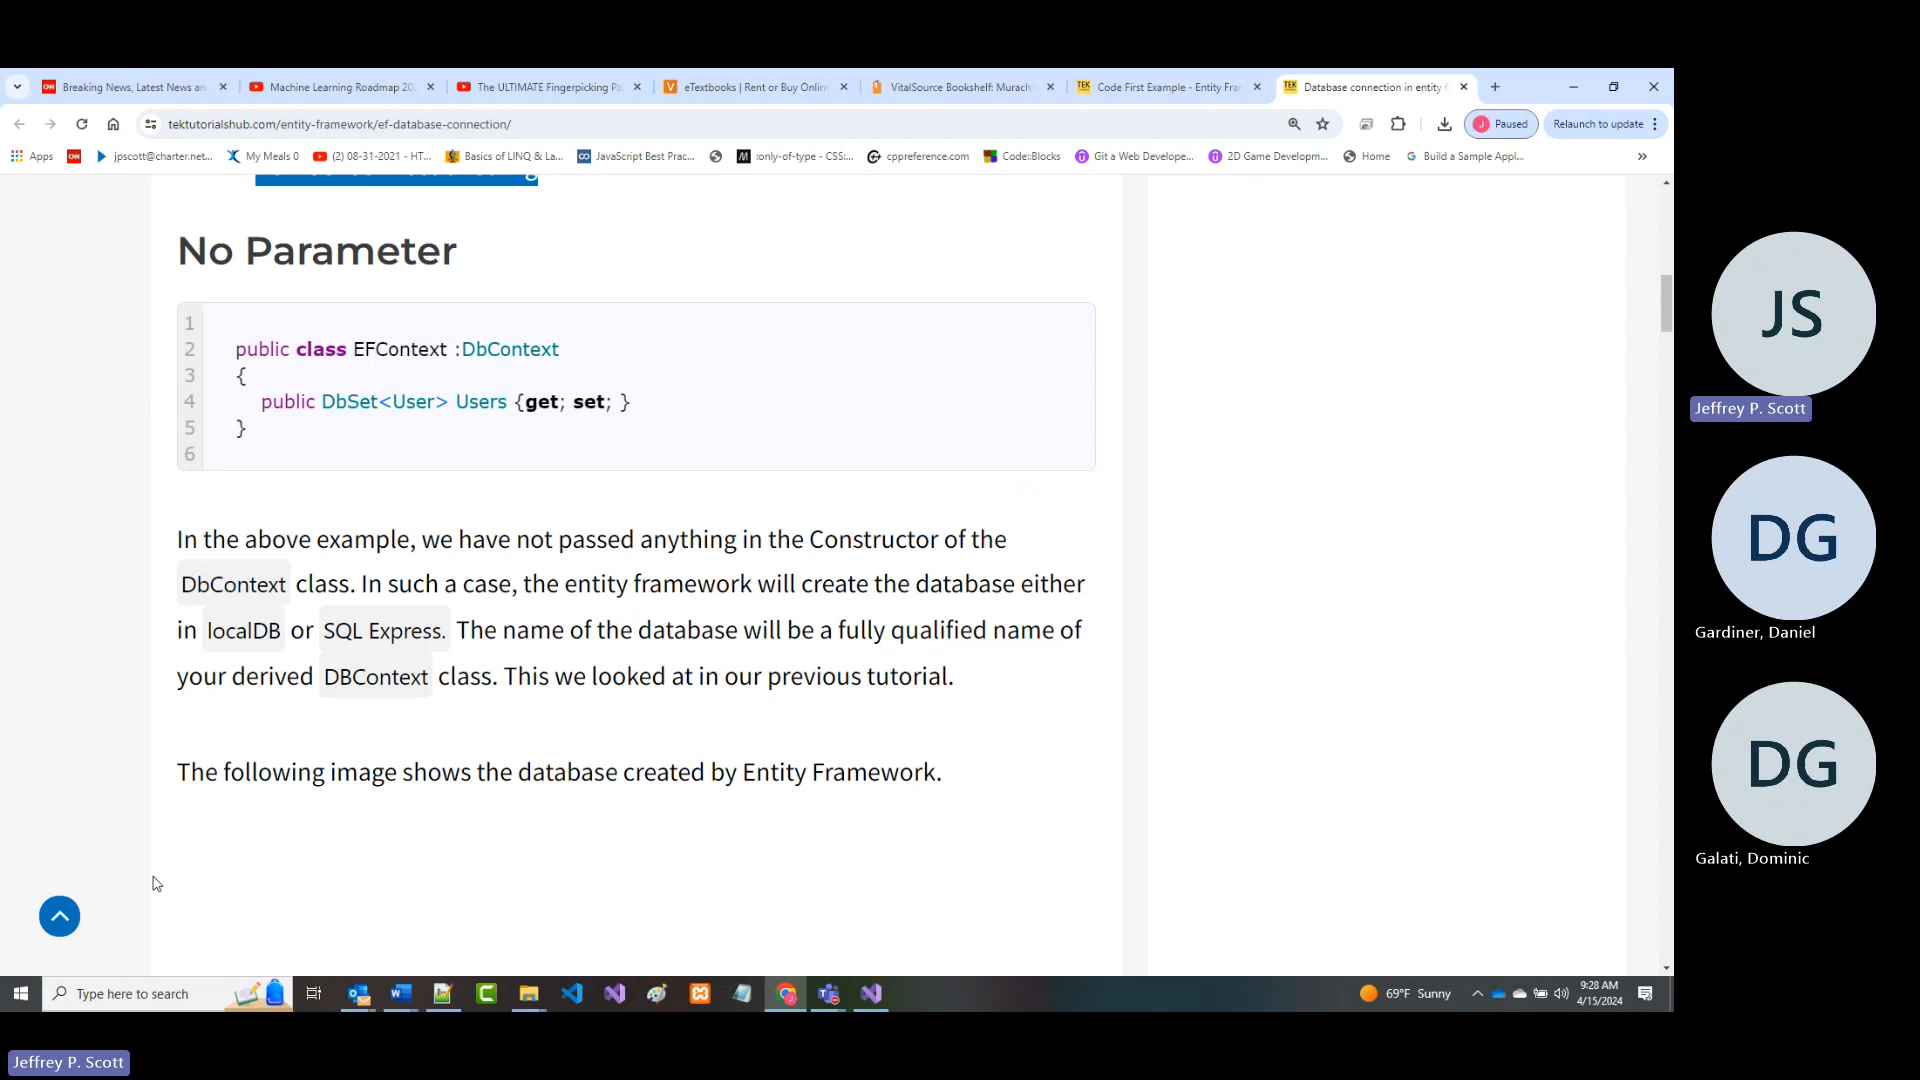 Breaking News, Latest News an
Machine Learning Roadmap 20
The ULTIMATE Fingerpicking Pa
eTextbooks | Rent or Buy Onlin
VitalSource Bookshelf: Murach'
TEK Code First Example - Entity Fra
TEK Database connection in entity f
tektutorialshub.com/entity-framework/ef-database-connection/
J Paused
Relaunch to update
Apps
CNN
jpscott@charter.net...
My Meals 0
(2) 08-31-2021 - HT...
Basics of LINQ & La...
JavaScript Best Prac...
:only-of-type - CSS:...
cppreference.com
Code::Blocks
Git a Web Develope...
2D Game Developm...
Home
Build a Sample Appl...
No Parameter
1
2 public class EFContext :DbContext
3 {
4 public DbSet<User> Users {get; set; }
5 }
6
In the above example, we have not passed anything in the Constructor of the
DbContext class. In such a case, the entity framework will create the database either
in localDB or SQL Express. The name of the database will be a fully qualified name of
your derived DBContext class. This we looked at in our previous tutorial.
The following image shows the database created by Entity Framework.
Type here to search
69°F Sunny
9:28 AM
4/15/2024
JS
Jeffrey P. Scott
DG
Gardiner, Daniel
DG
Galati, Dominic
Jeffrey P. Scott